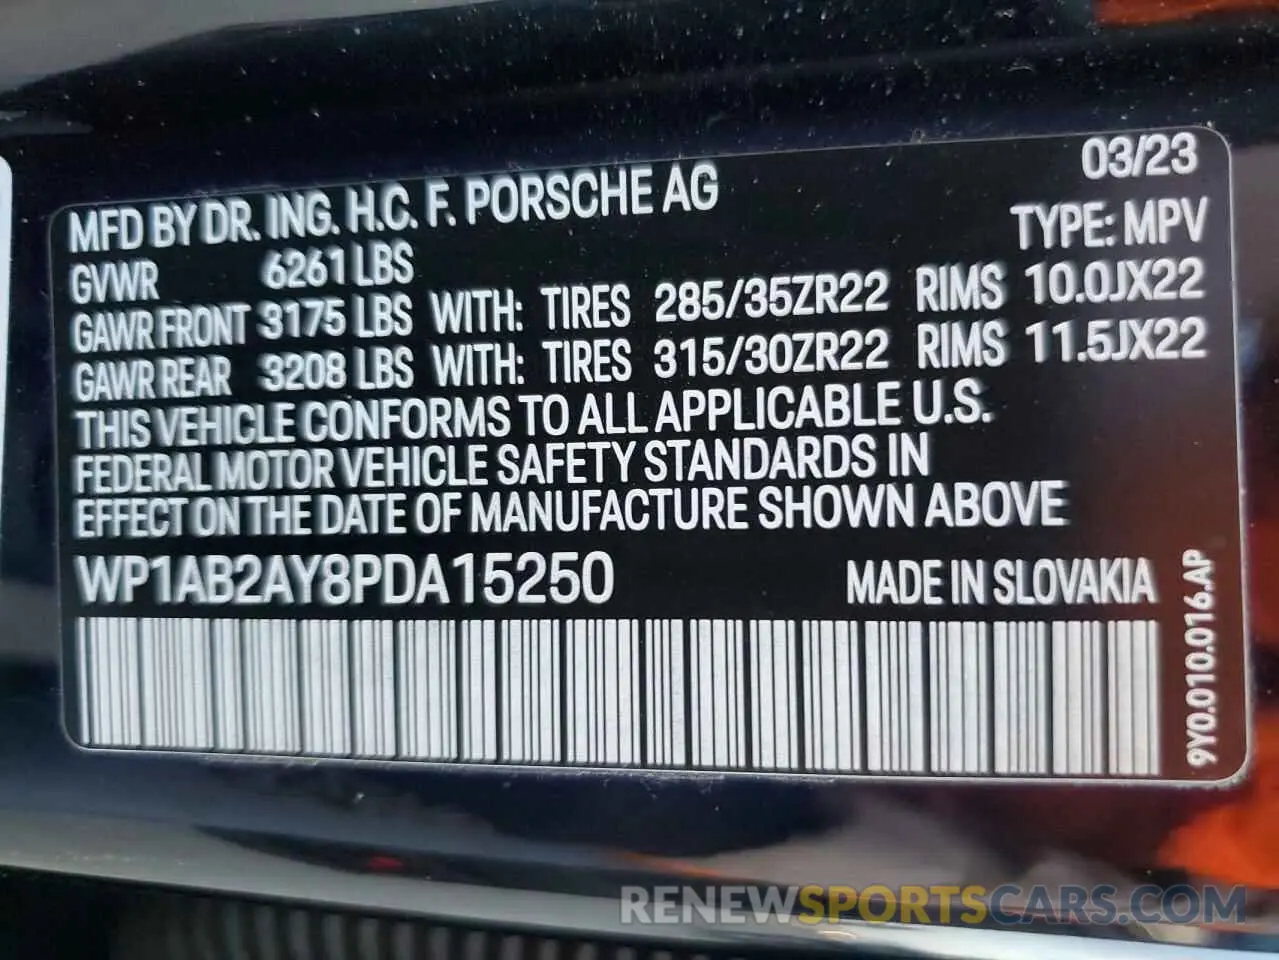 03/23
MFD BY DR. ING. H.C. F. PORSCHE AG
TYPE: MPV
GVWR 6261 LBS
GAWR FRONT 3175 LBS WITH: TIRES 285/35ZR22 RIMS 10.0JX22
GAWR REAR 3208 LBS WITH: TIRES 315/30ZR22 RIMS 11.5JX22
THIS VEHICLE CONFORMS TO ALL APPLICABLE U.S.
FEDERAL MOTOR VEHICLE SAFETY STANDARDS IN
EFFECT ON THE DATE OF MANUFACTURE SHOWN ABOVE
WP1AB2AY8PDA15250 MADE IN SLOVAKIA
9Y0.010.016.AP
RENEWSPORTSCARS.COM